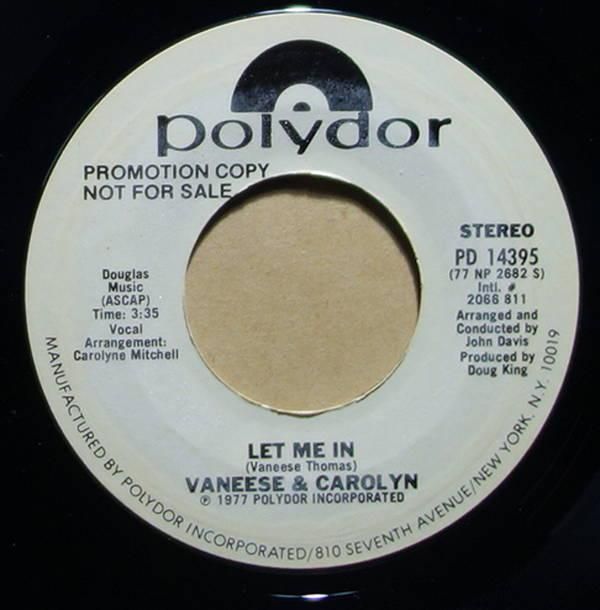 polydor
PROMOTION COPY
NOT FOR SALE
STEREO
PD 14395
(77 NP 2682 S)
Intl. #
2066 811
Arranged and
Conducted by
John Davis
Produced by
Doug King
Douglas
Music
(ASCAP)
Time: 3:35
Vocal
Arrangement:
Carolyne Mitchell
LET ME IN
(Vaneese Thomas)
VANEESE & CAROLYN
℗ 1977 POLYDOR INCORPORATED
MANUFACTURED BY POLYDOR INCORPORATED/810 SEVENTH AVENUE/NEW YORK, N.Y. 10019